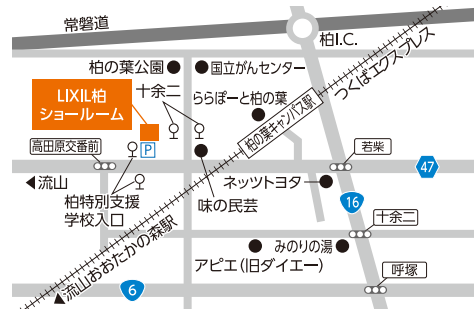 常磐道
柏I.C.
つくばエクスプレス
柏の葉公園
国立がんセンター
十余二
ららぽーと柏の葉
LIXIL柏
ショールーム
柏の葉キャンパス駅
高田原交番前
P
若柴
47
流山
柏特別支援
学校入口
味の民芸
ネッツトヨタ
16
十余二
流山おおたかの森駅
みのりの湯
アピエ(旧ダイエー)
呼塚
6